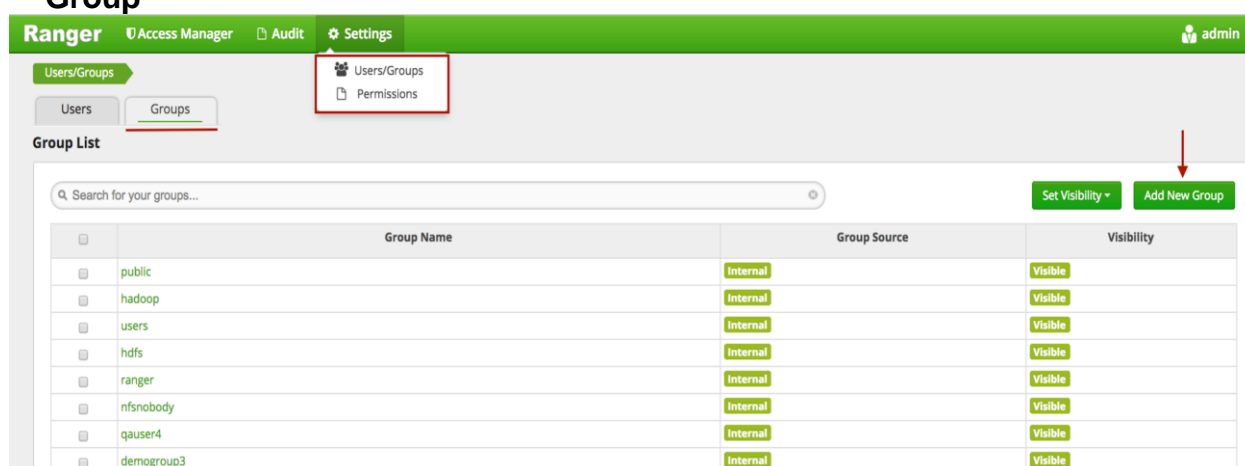 Group
Ranger Access Manager Audit Settings admin
Users/Groups
Users/Groups
Permissions
Users Groups
Group List
Search for your groups...
Set Visibility Add New Group
Group Name Group Source Visibility
public Internal Visible
hadoop Internal Visible
users Internal Visible
hdfs Internal Visible
ranger Internal Visible
nfsnobody Internal Visible
qauser4 Internal Visible
demogroup3 Internal Visible